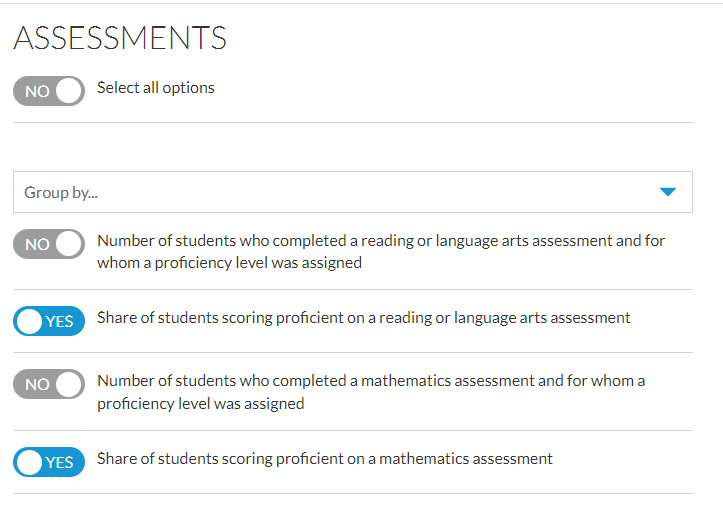 ASSESSMENTS
NO Select all options
Group by...
NO Number of students who completed a reading or language arts assessment and for
whom a proficiency level was assigned
YES Share of students scoring proficient on a reading or language arts assessment
NO Number of students who completed a mathematics assessment and for whom a
proficiency level was assigned
YES Share of students scoring proficient on a mathematics assessment